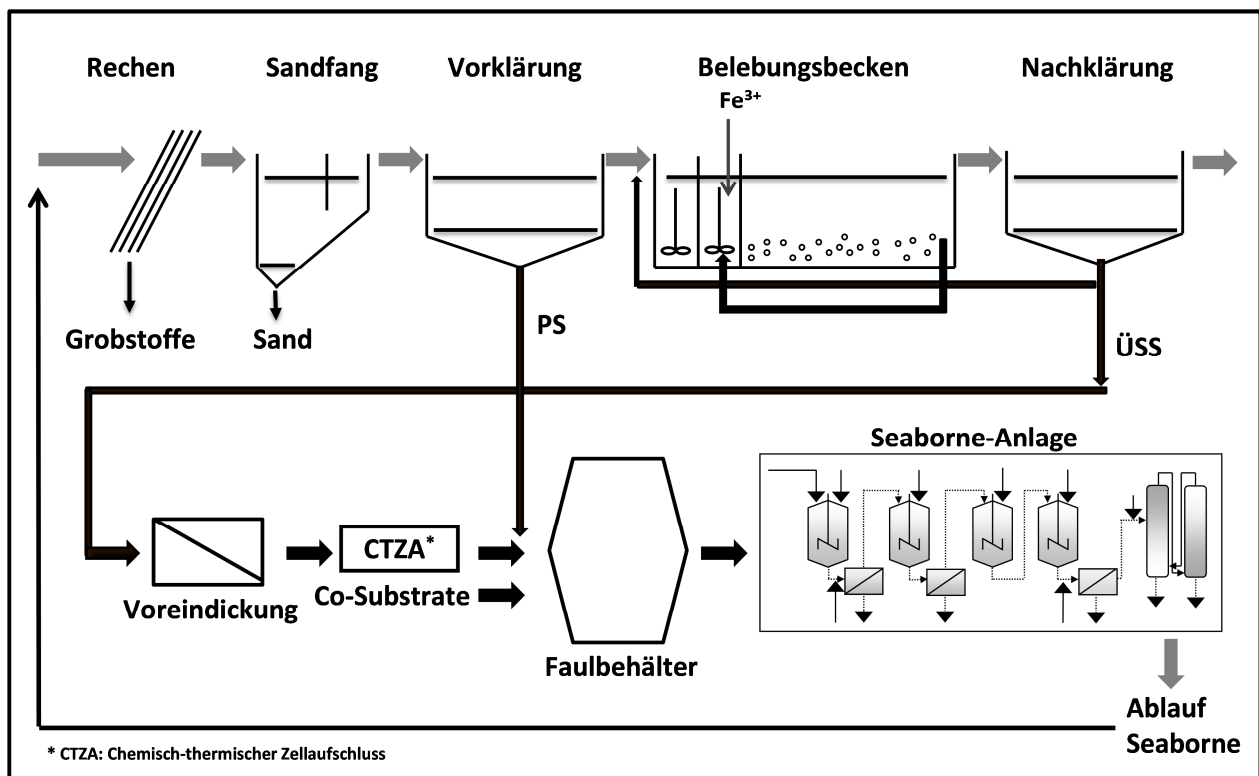 Rechen
Sandfang
Vorklärung
Belebungsbecken
Nachklärung
Fe³⁺
Grobstoffe
Sand
PS
ÜSS
Seaborne-Anlage
CTZA*
Voreindickung
Co-Substrate
Faulbehälter
Ablauf
Seaborne
* CTZA: Chemisch-thermischer Zellaufschluss